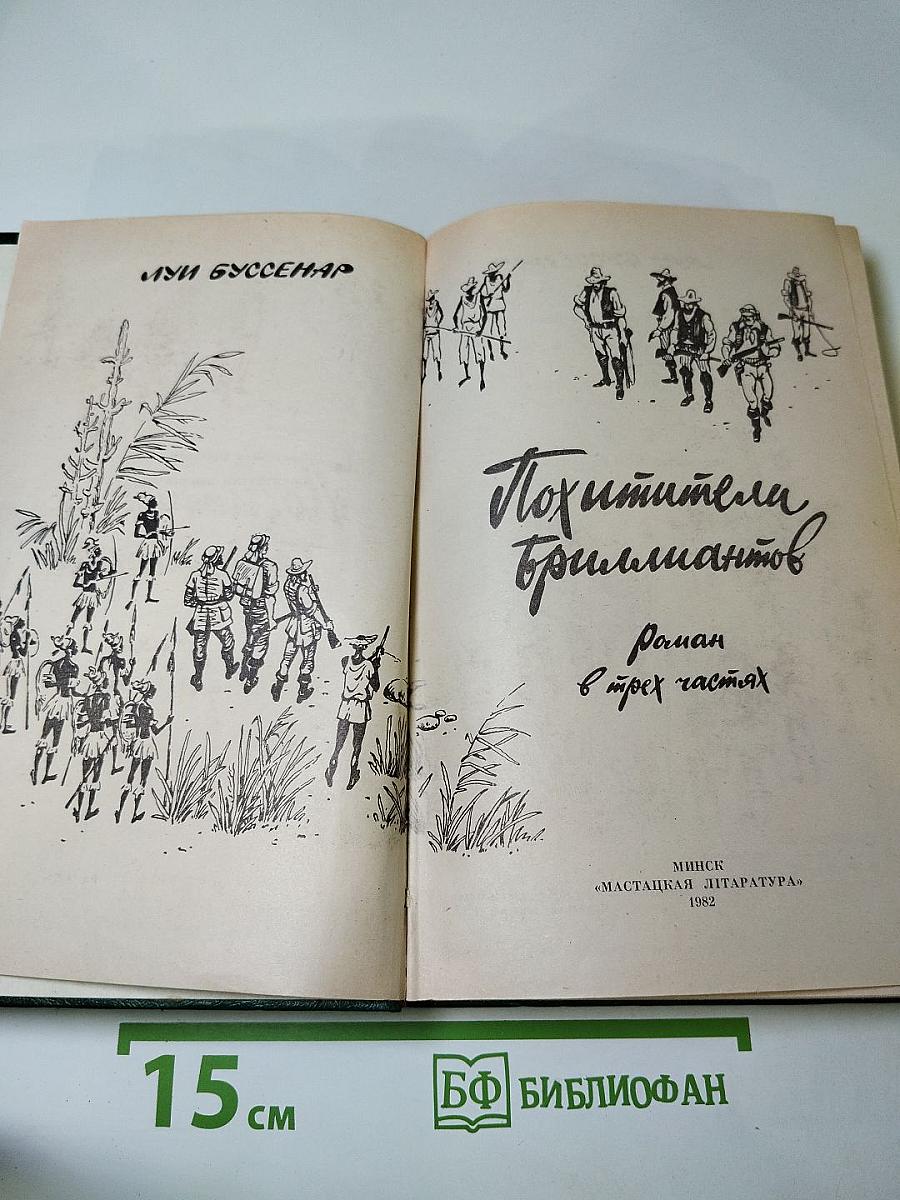 ЛУИ БУССЕНАР
Похитители
Бриллиантов
Роман
в трех частях
МИНСК
«МАСТАЦКАЯ ЛІТАРАТУРА»
1982
15 СМ
БФ БИБЛИОФАН